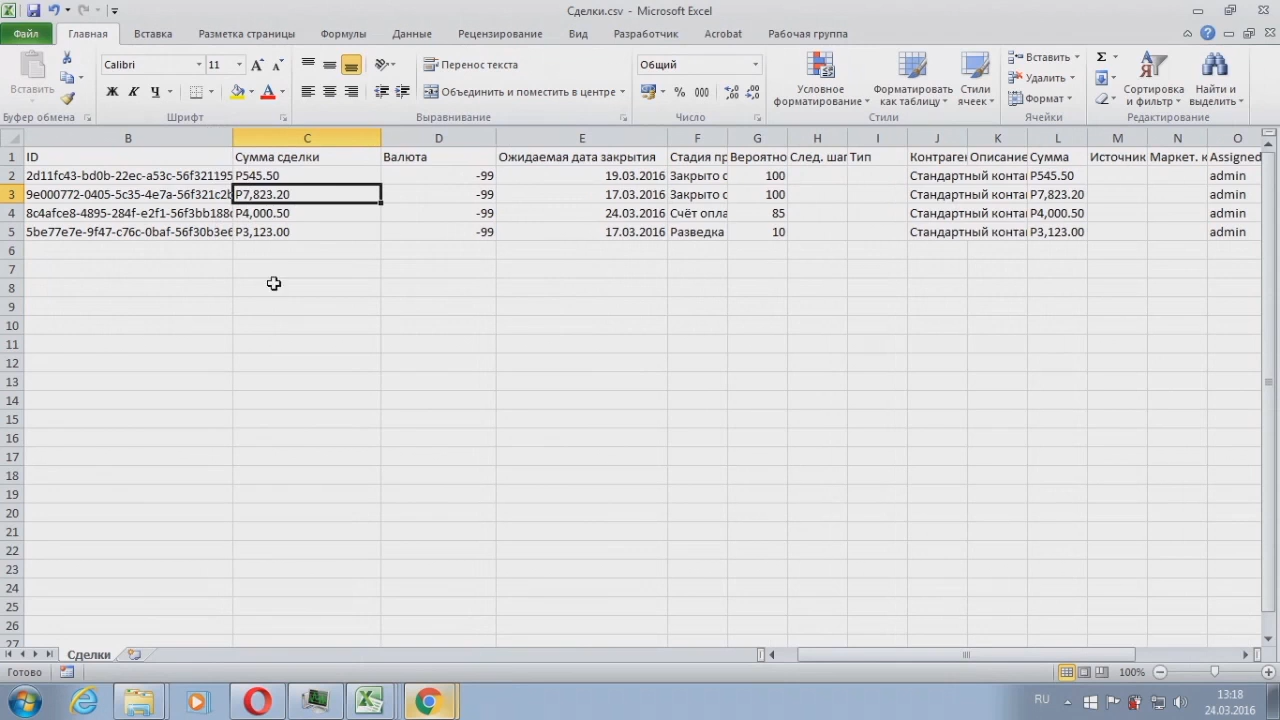 Сделки.csv - Microsoft Excel
Файл Главная Вставка Разметка страницы Формулы Данные Рецензирование Вид Разработчик Acrobat Рабочая группа
Вставить
Calibri 11
Перенос текста
Общий
Условное форматирование
Форматировать как таблицу
Стили ячеек
Вставить
Сортировка и фильтр
Найти и выделить
Ж К Ч
Объединить и поместить в центре
% 000
Удалить
Формат
Буфер обмена Шрифт Выравнивание Число Стили Ячейки Редактирование
B C D E F G H I J K L M N O
1 ID Сумма сделки Валюта Ожидаемая дата закрытия Стадия пр Вероятно След. шаг Тип Контраген Описание Сумма Источник Маркет. к Assigned
2 2d11fc43-bd0b-22ec-a53c-56f321195 P545.50 -99 19.03.2016 Закрыто с 100 Стандартный конта P545.50 admin
3 9e000772-0405-5c35-4e7a-56f321c2b P7,823.20 -99 17.03.2016 Закрыто с 100 Стандартный конта P7,823.20 admin
4 8c4afce8-4895-284f-e2f1-56f3bb188c P4,000.50 -99 24.03.2016 Счёт опла 85 Стандартный конта P4,000.50 admin
5 5be77e7e-9f47-c76c-0baf-56f30b3e6 P3,123.00 -99 17.03.2016 Разведка 10 Стандартный конта P3,123.00 admin
6
7
8
9
10
11
12
13
14
15
16
17
18
19
20
21
22
23
24
25
26
27
Сделки
Готово 100%
RU 13:18
24.03.2016